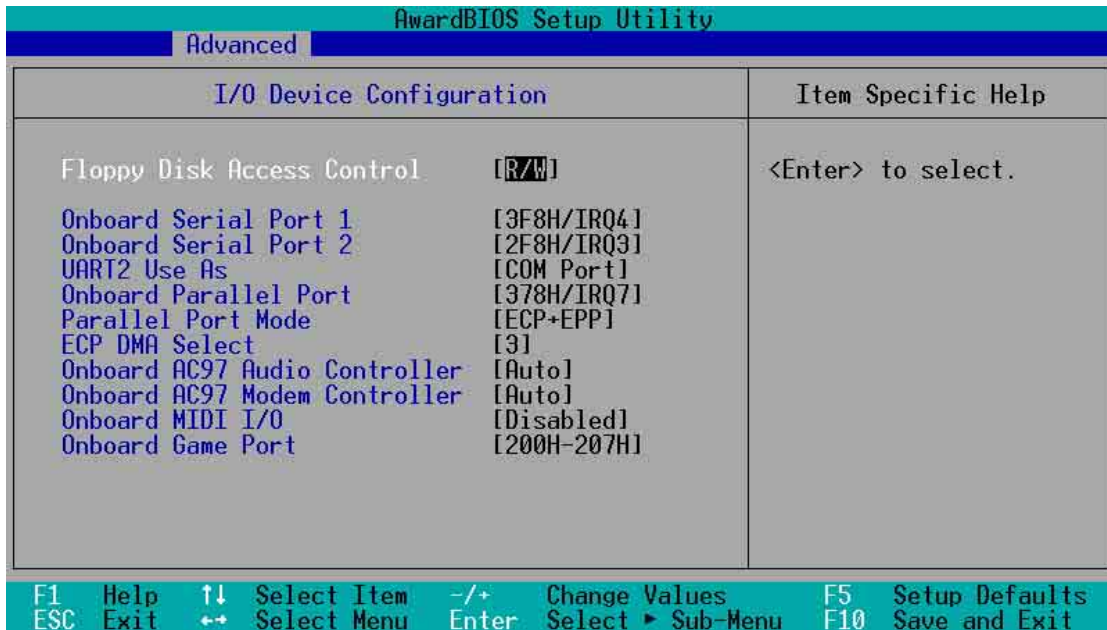 AwardBIOS Setup Utility
Advanced
I/O Device Configuration
Item Specific Help
Floppy Disk Access Control [R/W]
<Enter> to select.
Onboard Serial Port 1 [3F8H/IRQ4]
Onboard Serial Port 2 [2F8H/IRQ3]
UART2 Use As [COM Port]
Onboard Parallel Port [378H/IRQ7]
Parallel Port Mode [ECP+EPP]
ECP DMA Select [3]
Onboard AC97 Audio Controller [Auto]
Onboard AC97 Modem Controller [Auto]
Onboard MIDI I/O [Disabled]
Onboard Game Port [200H-207H]
F1 Help ↑↓ Select Item -/+ Change Values F5 Setup Defaults
ESC Exit ←→ Select Menu Enter Select ► Sub-Menu F10 Save and Exit